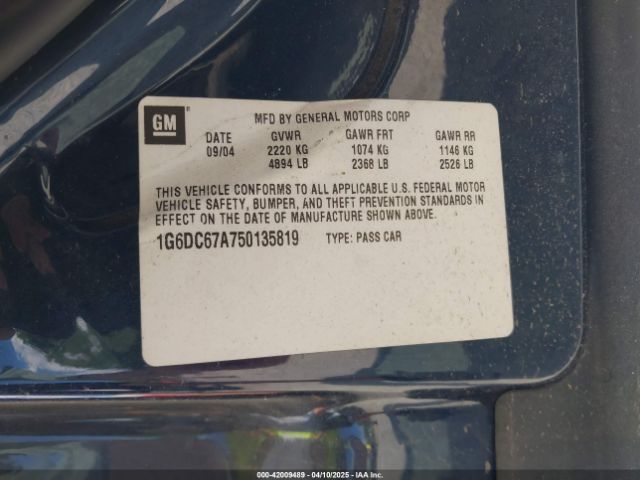 GM
MFD BY GENERAL MOTORS CORP
DATE GVWR GAWR FRT GAWR RR
09/04 2220 KG 1074 KG 1146 KG
4894 LB 2368 LB 2526 LB
THIS VEHICLE CONFORMS TO ALL APPLICABLE U.S. FEDERAL MOTOR
VEHICLE SAFETY, BUMPER, AND THEFT PREVENTION STANDARDS IN
EFFECT ON THE DATE OF MANUFACTURE SHOWN ABOVE.
1G6DC67A750135819 TYPE: PASS CAR
000-42009489 - 04/10/2025 - IAAI.COM